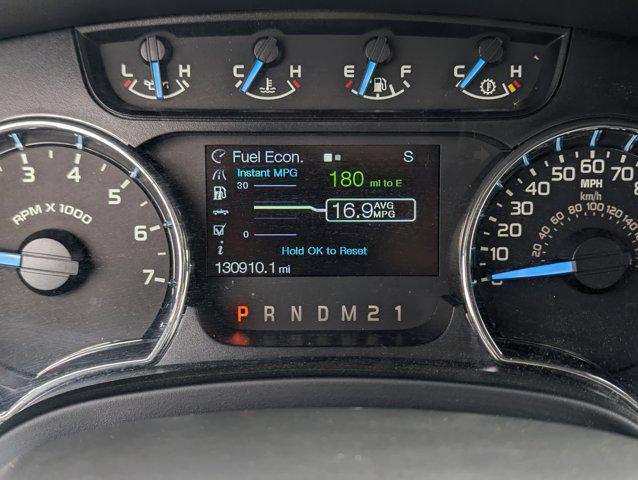 L H C H E F C H
Fuel Econ. S
Instant MPG
30
180 mi to E
16.9 AVG MPG
0
Hold OK to Reset
130910.1 mi
P R N D M 2 1
3 4 5 6 7
RPM X 1000
0 10 20 30 40 50 60 70
MPH
km/h
20 40 60 80 100 120